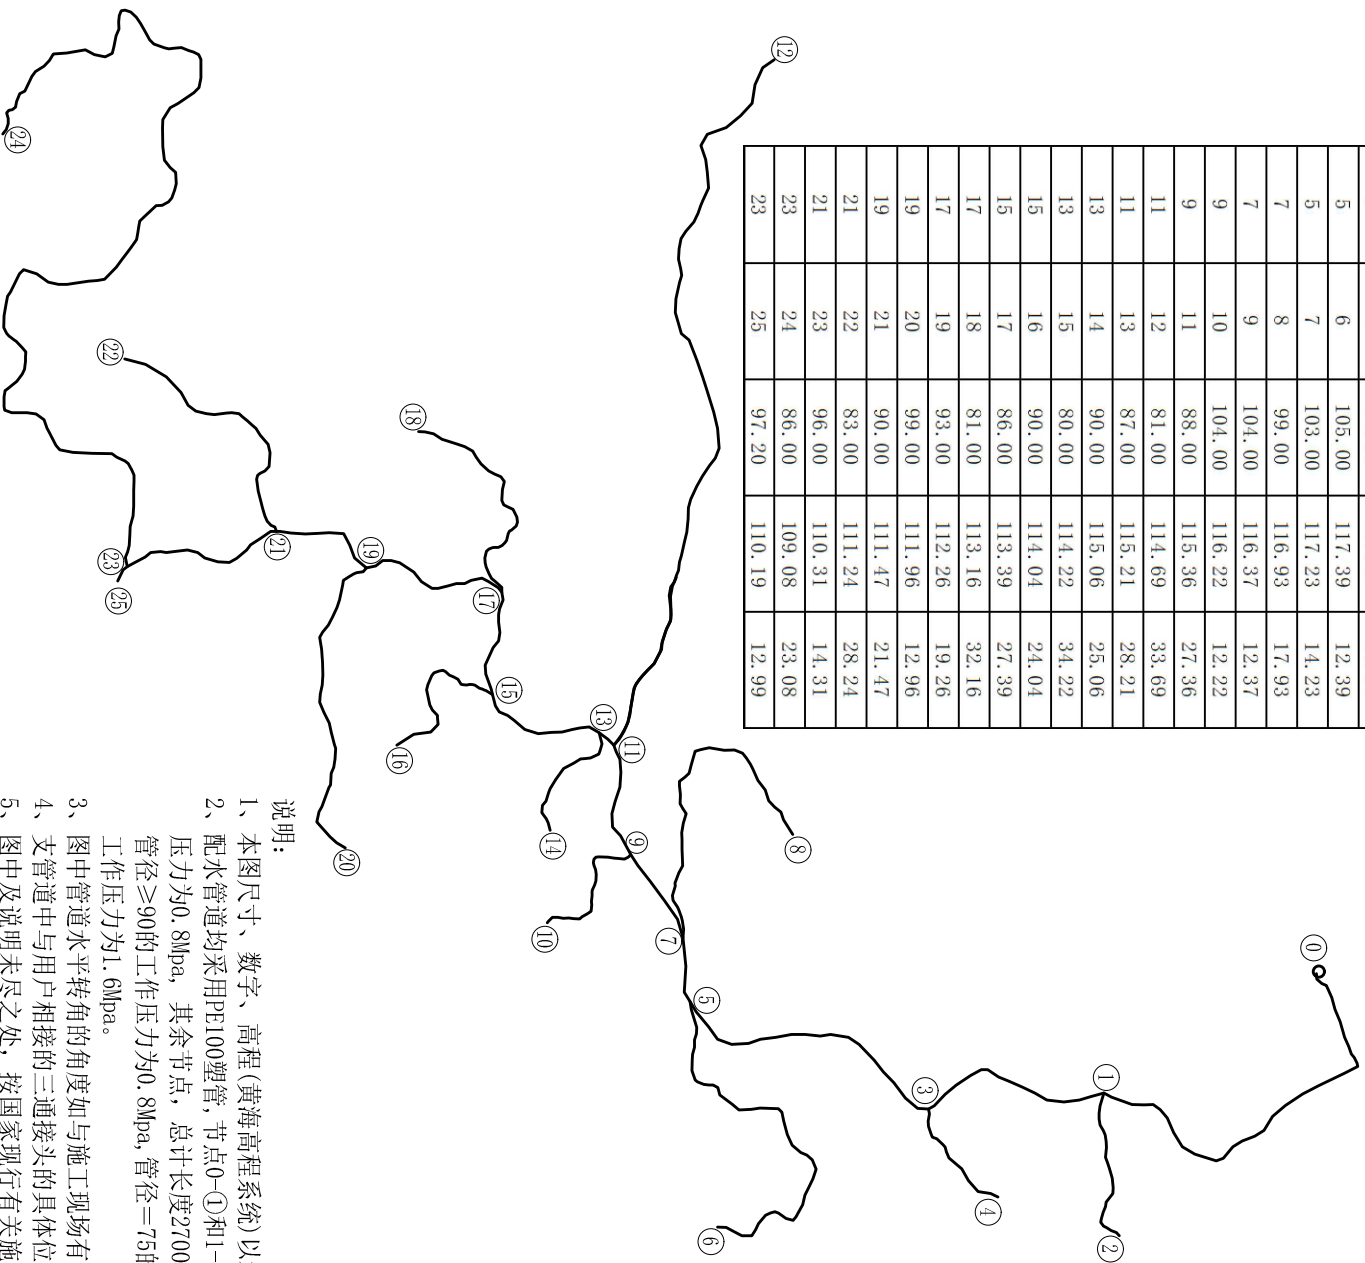 5 6 105.00 117.39 12.39
5 7 103.00 117.23 14.23
7 8 99.00 116.93 17.93
7 9 104.00 116.37 12.37
9 10 104.00 116.22 12.22
9 11 88.00 115.36 27.36
11 12 81.00 114.69 33.69
11 13 87.00 115.21 28.21
13 14 90.00 115.06 25.06
13 15 80.00 114.22 34.22
15 16 90.00 114.04 24.04
15 17 86.00 113.39 27.39
17 18 81.00 113.16 32.16
17 19 93.00 112.26 19.26
19 20 99.00 111.96 12.96
19 21 90.00 111.47 21.47
21 22 83.00 111.24 28.24
21 23 96.00 110.31 14.31
23 24 86.00 109.08 23.08
23 25 97.20 110.19 12.99
⓪
①
②
③
④
⑤
⑥
⑦
⑧
⑨
⑩
⑪
⑫
⑬
⑭
⑮
⑯
⑰
⑱
⑲
⑳
㉑
㉒
㉓
㉔
㉕
说明:
1、本图尺寸、数字、高程(黄海高程系统)以
2、配水管道均采用PE100塑管,节点0-①和1-
压力为0.8Mpa, 其余节点, 总计长度2700
管径≥90的工作压力为0.8Mpa,管径=75的
工作压力为1.6Mpa。
3、图中管道水平转角的角度如与施工现场有
4、支管道中与用户相接的三通接头的具体位
5、图中及说明未尽之处, 按国家现行有关施